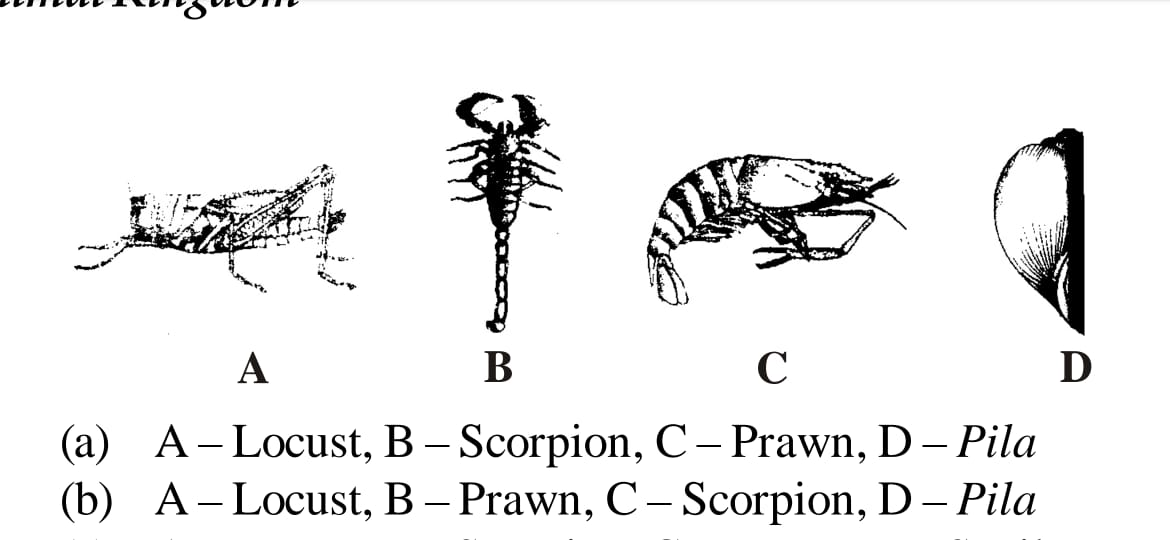 A B C D
(a) A – Locust, B – Scorpion, C – Prawn, D – Pila
(b) A – Locust, B – Prawn, C – Scorpion, D – Pila